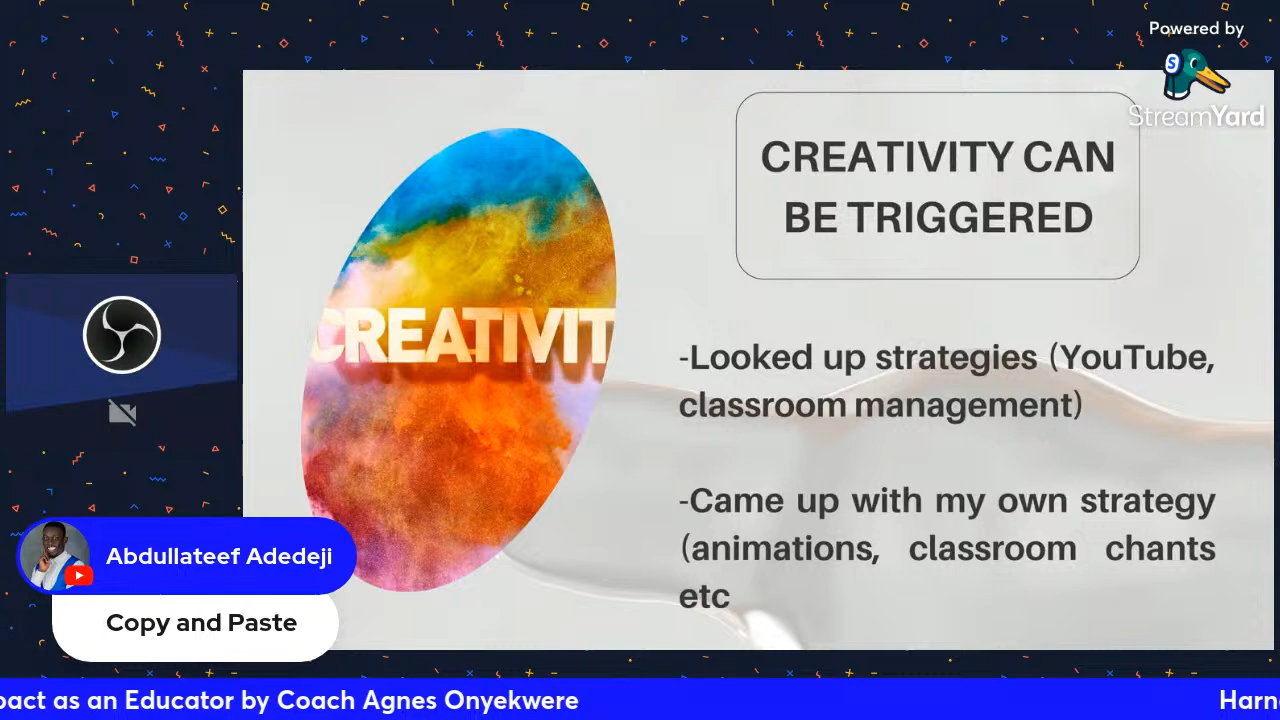 Powered by
StreamYard
CREATIVITY CAN
BE TRIGGERED
CREATIVIT
-Looked up strategies (YouTube,
classroom management)
-Came up with my own strategy
(animations, classroom chants
etc
Abdullateef Adedeji
Copy and Paste
pact as an Educator by Coach Agnes Onyekwere
Harn